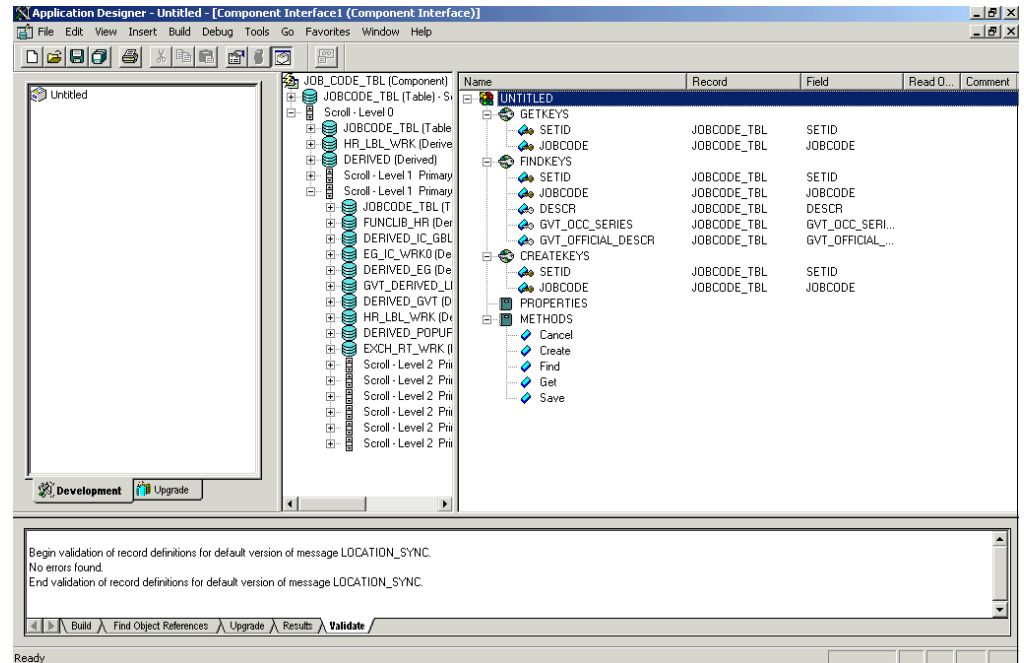 Application Designer - Untitled - [Component Interface1 (Component Interface)]
File Edit View Insert Build Debug Tools Go Favorites Window Help
Untitled
Development
Upgrade
JOB_CODE_TBL (Component)
JOBCODE_TBL (Table) - S
Scroll - Level 0
JOBCODE_TBL (Table
HR_LBL_WRK (Derive
DERIVED (Derived)
Scroll - Level 1 Primary
Scroll - Level 1 Primary
JOBCODE_TBL (T
FUNCLIB_HR (Der
DERIVED_IC_GBL
EG_IC_WRK0 (De
DERIVED_EG (De
GVT_DERIVED_LI
DERIVED_GVT (D
HR_LBL_WRK (De
DERIVED_POPUP
EXCH_RT_WRK (
Scroll - Level 2 Pri
Scroll - Level 2 Pri
Scroll - Level 2 Pri
Scroll - Level 2 Pri
Scroll - Level 2 Pri
Scroll - Level 2 Pri
Name Record Field Read O... Comment
UNTITLED
GETKEYS
SETID JOBCODE_TBL SETID
JOBCODE JOBCODE_TBL JOBCODE
FINDKEYS
SETID JOBCODE_TBL SETID
JOBCODE JOBCODE_TBL JOBCODE
DESCR JOBCODE_TBL DESCR
GVT_OCC_SERIES JOBCODE_TBL GVT_OCC_SERI...
GVT_OFFICIAL_DESCR JOBCODE_TBL GVT_OFFICIAL_...
CREATEKEYS
SETID JOBCODE_TBL SETID
JOBCODE JOBCODE_TBL JOBCODE
PROPERTIES
METHODS
Cancel
Create
Find
Get
Save
Begin validation of record definitions for default version of message LOCATION_SYNC.
No errors found.
End validation of record definitions for default version of message LOCATION_SYNC.
Build Find Object References Upgrade Results Validate
Ready